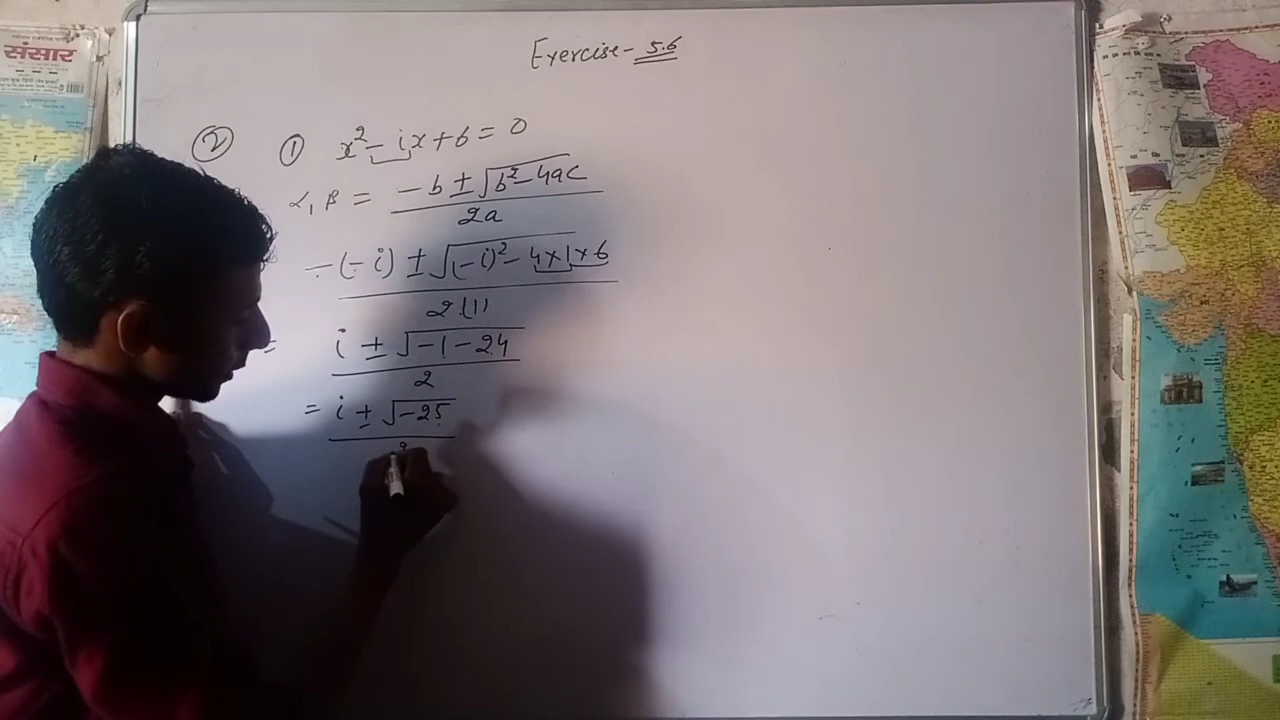 संसार
Exercise - 5.6
② ① x² - ix + 6 = 0
α, β = -b ± √b² - 4ac
2a
-(-i) ± √(-i)² - 4×1×6
2.(1)
= i ± √-1-24
2
= i ± √-25
2